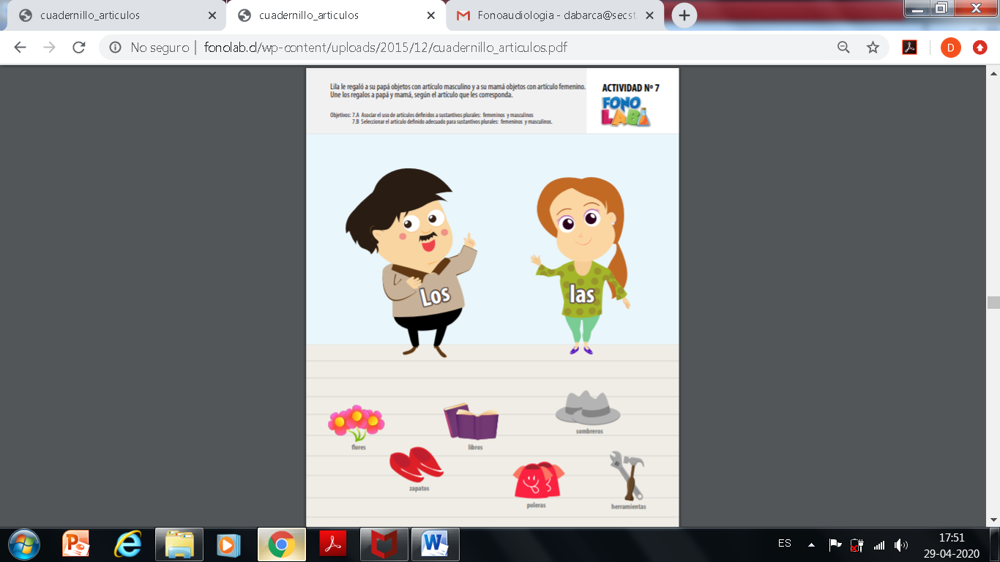 cuadernillo_articulos
cuadernillo_articulos
Fonoaudiologia - dabarca@secst
No seguro | fonolab.cl/wp-content/uploads/2015/12/cuadernillo_articulos.pdf
D
Lila le regaló a su papá objetos con artículo masculino y a su mamá objetos con artículo femenino.
Une los regalos a papá y mamá, según el artículo que les corresponda.
ACTIVIDAD Nº 7
FONO
LAB
Objetivos: 7.A Asociar el uso de artículos definidos a sustantivos plurales: femeninos y masculinos
7.B Seleccionar el artículo definido adecuado para sustantivos plurales: femeninos y masculinos.
Los
las
sombreros
flores
libros
zapatos
poleras
herramientas
ES
17:51
29-04-2020